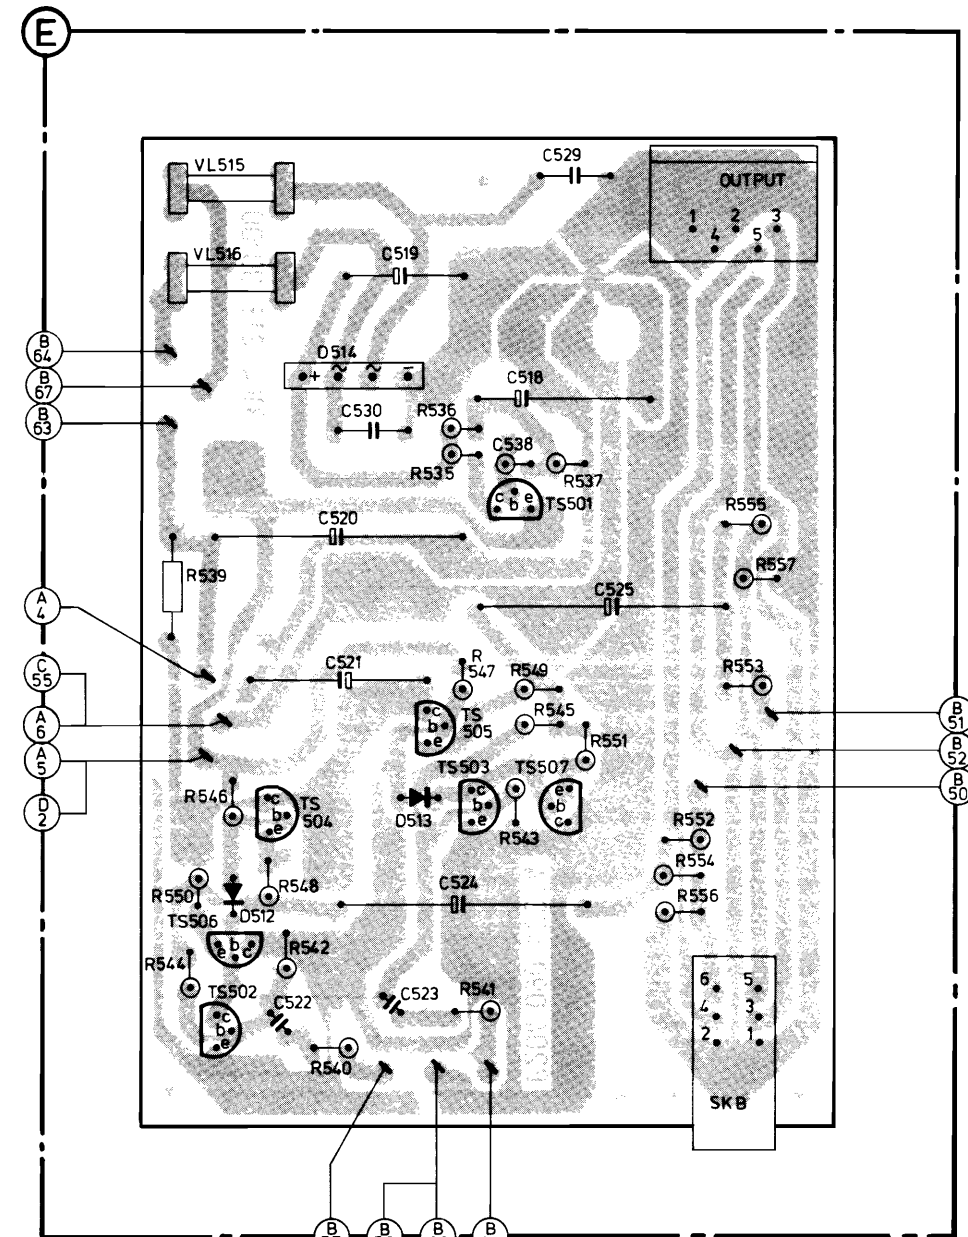 E
VL515
C529
OUTPUT
1 2 3
4 5
VL516
C519
B
64
D514
+ ~ ~ -
B
67
C518
B
63
C530
R536
C538
R535
R537
c b e
TS501
R555
C520
R557
R539
A
4
C525
C
55
C521
R
547
R549
R553
A
6
c
b
e
TS
505
R545
B
51
A
5
R551
B
52
TS503
TS507
B
50
D
2
R546
c
b
e
TS
504
D513
c
b
e
e
b
c
R543
R552
R554
R550
R548
C524
R556
D512
TS506
e b c
R542
R544
TS502
C523
R541
6 5
4 3
2 1
c
b
e
C522
R540
SKB
B
B
B
B